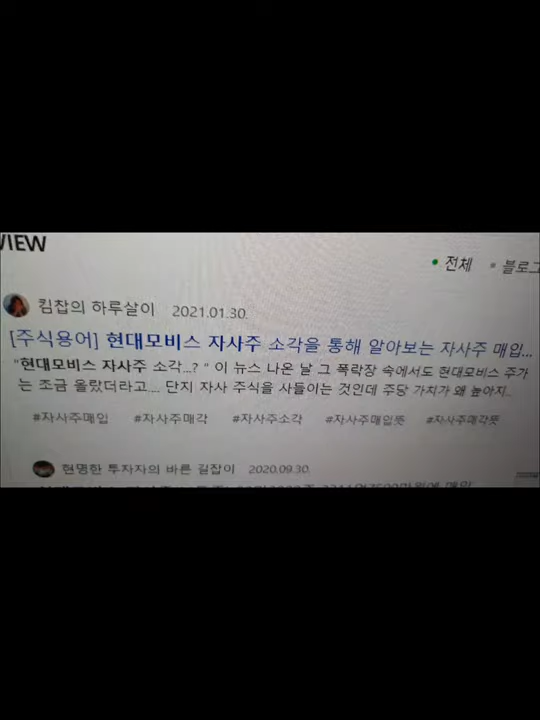 VIEW
전체 블로그
킴찹의 하루살이 2021.01.30.
[주식용어] 현대모비스 자사주 소각을 통해 알아보는 자사주 매입...
"현대모비스 자사주 소각...? " 이 뉴스 나온 날 그 폭락장 속에서도 현대모비스 주가
는 조금 올랐더라고.... 단지 자사 주식을 사들이는 것인데 주당 가치가 왜 높아지..
#자사주매입 #자사주매각 #자사주소각 #자사주매입뜻 #자사주매각뜻
현명한 투자자의 바른 길잡이 2020.09.30.